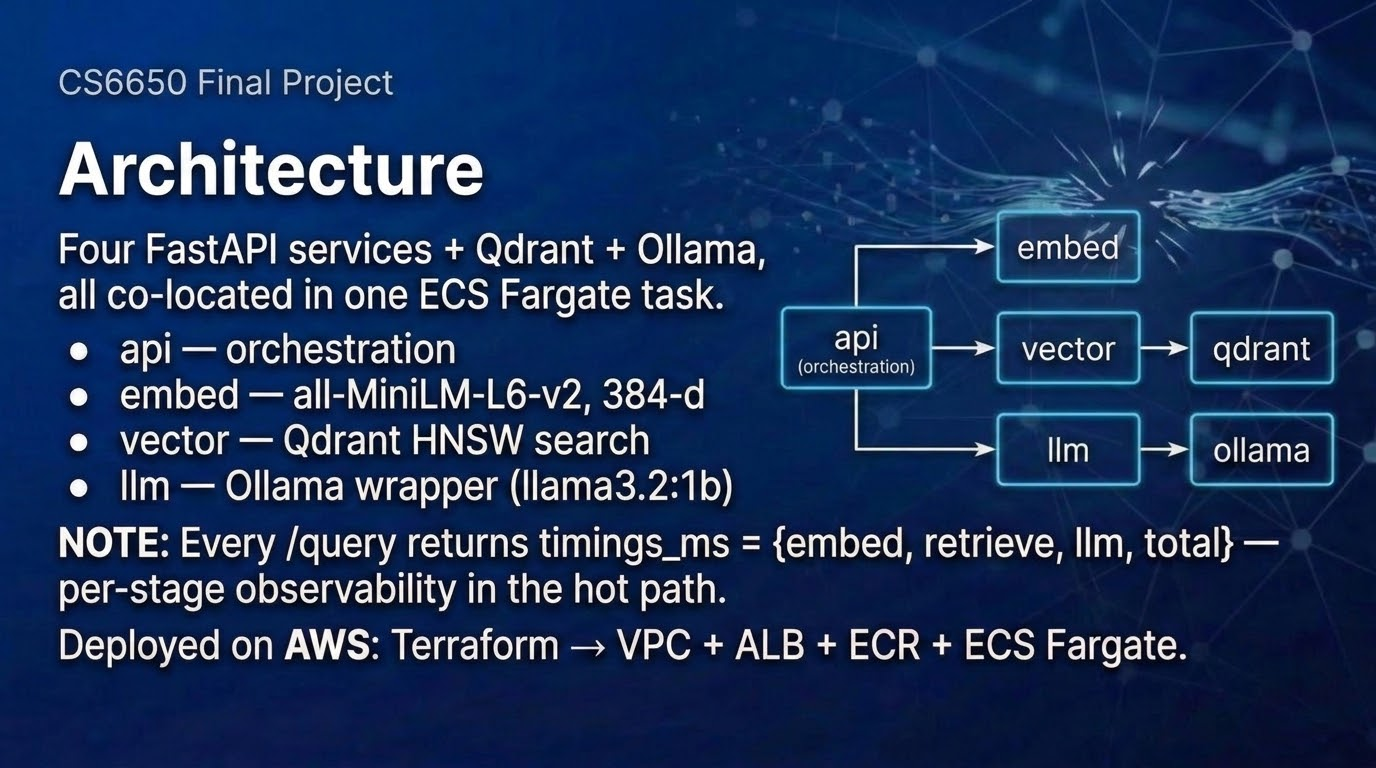 CS6650 Final Project
Architecture
Four FastAPI services + Qdrant + Ollama,
all co-located in one ECS Fargate task.
● api — orchestration
● embed — all-MiniLM-L6-v2, 384-d
● vector — Qdrant HNSW search
● llm — Ollama wrapper (llama3.2:1b)
NOTE: Every /query returns timings_ms = {embed, retrieve, llm, total} —
per-stage observability in the hot path.
Deployed on AWS: Terraform → VPC + ALB + ECR + ECS Fargate.
embed
api
(orchestration)
vector
qdrant
llm
ollama